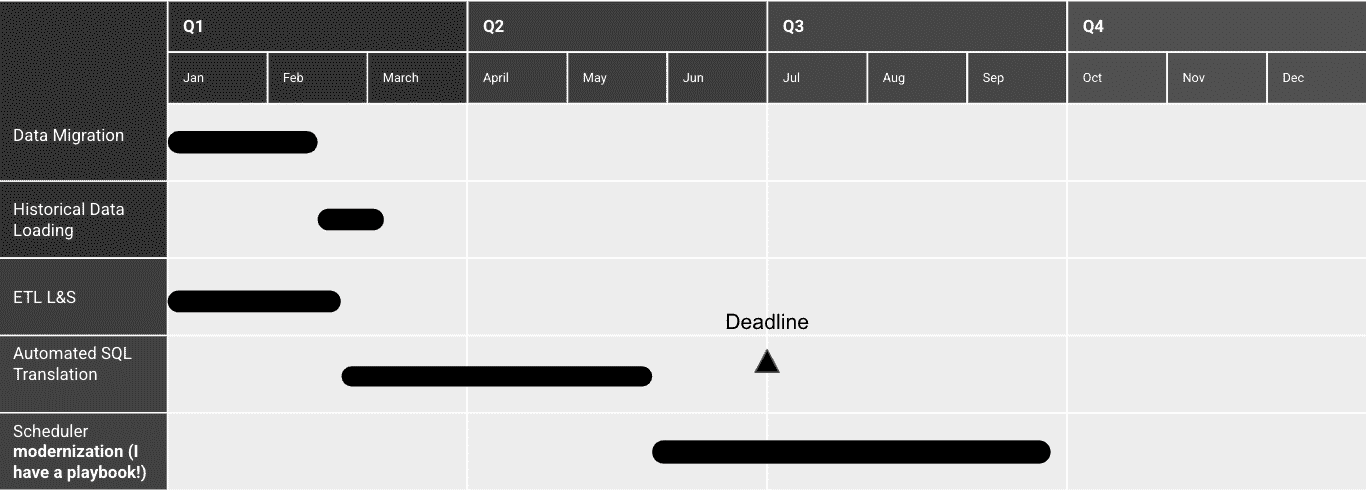 Q1 Q2 Q3 Q4
Jan Feb March April May Jun Jul Aug Sep Oct Nov Dec
Data Migration
Historical Data
Loading
ETL L&S
Deadline
Automated SQL
Translation
Scheduler
modernization (I
have a playbook!)